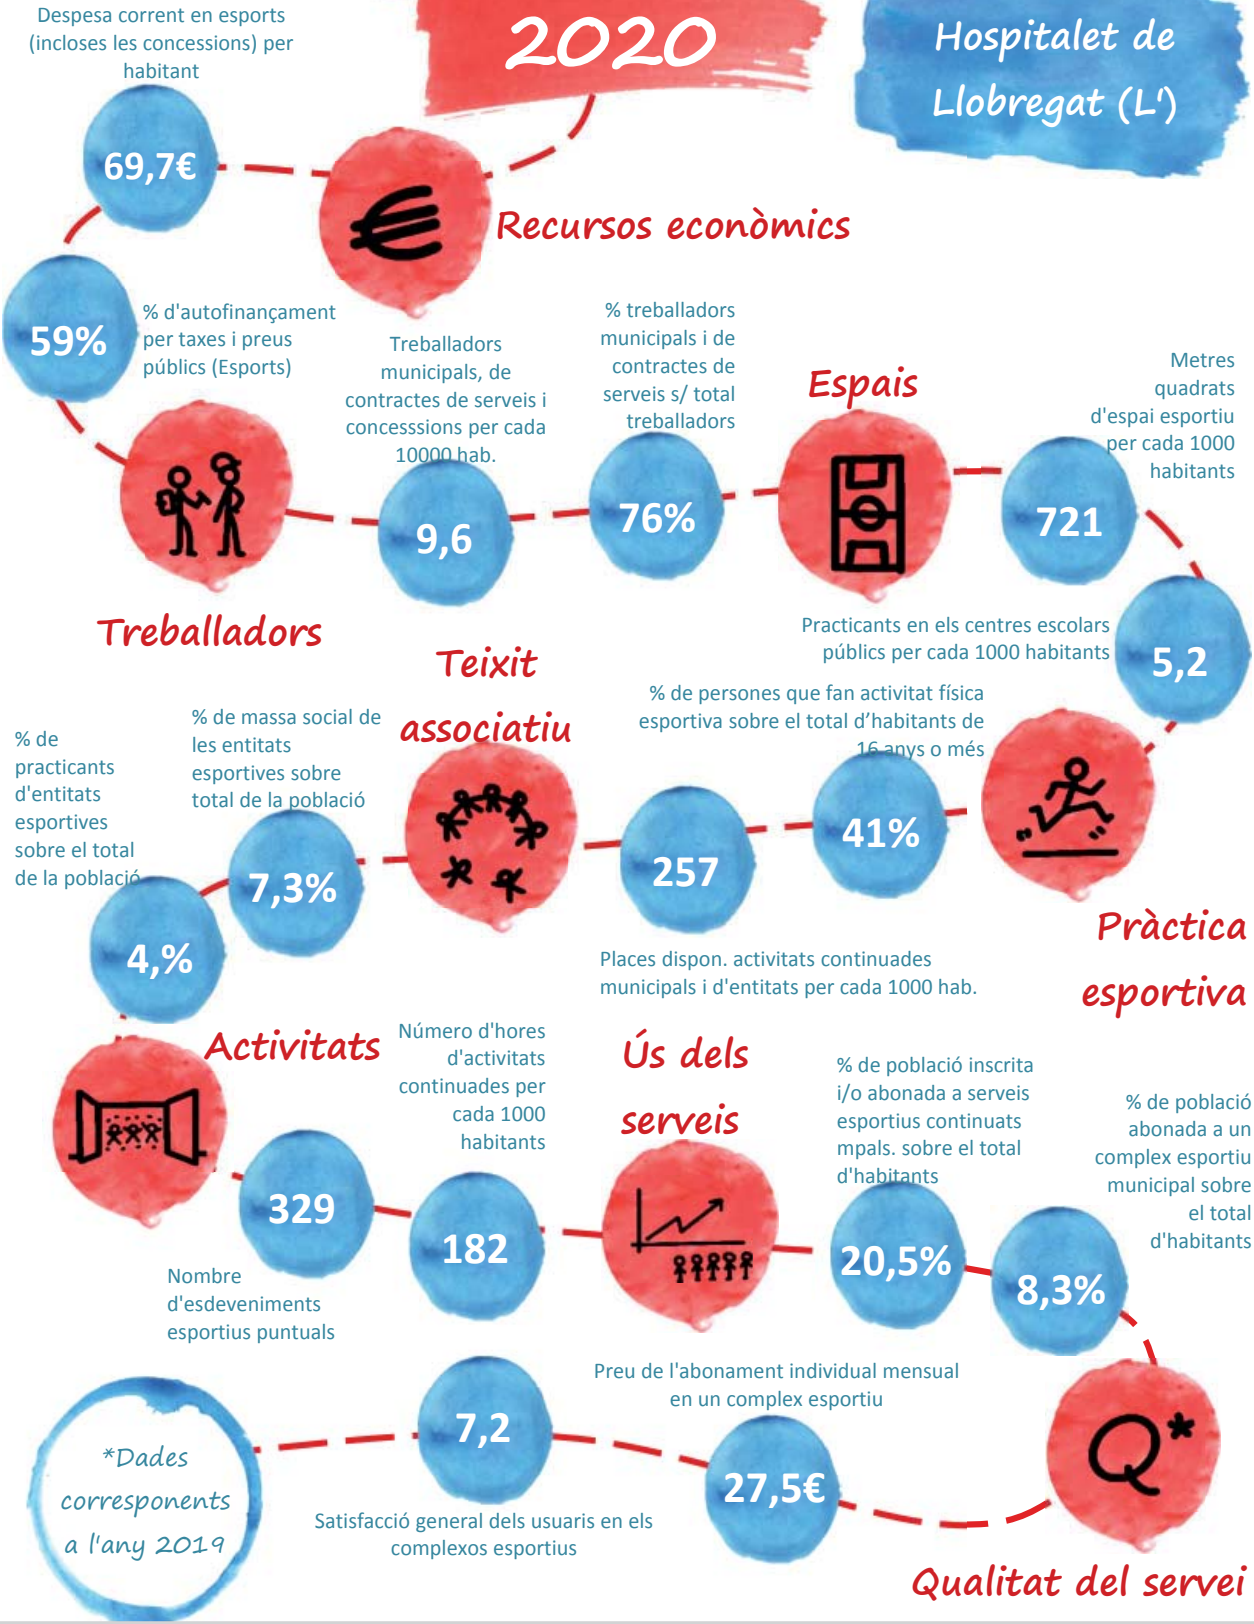 Despesa corrent en esports
(incloses les concessions) per
habitant
2020
Hospitalet de
Llobregat (L')
69,7€
Recursos econòmics
59%
% d'autofinançament
per taxes i preus
públics (Esports)
Treballadors
municipals, de
contractes de serveis i
concesssions per cada
10000 hab.
% treballadors
municipals i de
contractes de
serveis s/ total
treballadors
Espais
Metres
quadrats
d'espai esportiu
per cada 1000
habitants
9,6
76%
721
Treballadors
Practicants en els centres escolars
públics per cada 1000 habitants
5,2
Teixit
associatiu
% de persones que fan activitat física
esportiva sobre el total d’habitants de
16 anys o més
% de massa social de
les entitats
esportives sobre
total de la població
% de
practicants
d'entitats
esportives
sobre el total
de la població
41%
257
7,3%
4,%
Pràctica
esportiva
Places dispon. activitats continuades
municipals i d'entitats per cada 1000 hab.
Activitats
Número d'hores
d'activitats
continuades per
cada 1000
habitants
Ús dels
serveis
% de població inscrita
i/o abonada a serveis
esportius continuats
mpals. sobre el total
d'habitants
% de població
abonada a un
complex esportiu
municipal sobre
el total
d'habitants
329
182
20,5%
8,3%
Nombre
d'esdeveniments
esportius puntuals
Preu de l'abonament individual mensual
en un complex esportiu
7,2
27,5€
Q*
*Dades
corresponents
a l'any 2019
Satisfacció general dels usuaris en els
complexos esportius
Qualitat del servei